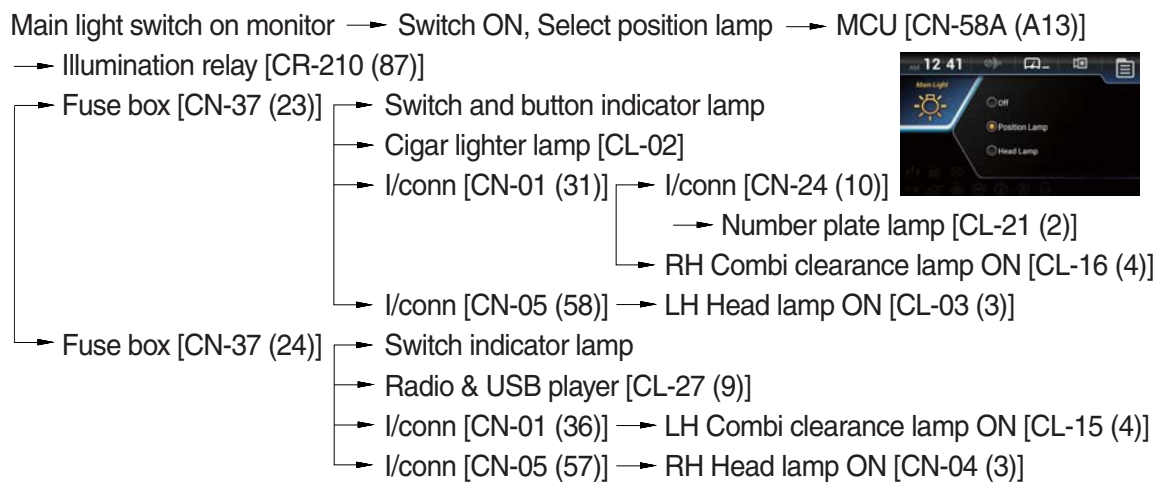 Main light switch on monitor → Switch ON, Select position lamp → MCU [CN-58A (A13)]
→ Illumination relay [CR-210 (87)]
→ Fuse box [CN-37 (23)] → Switch and button indicator lamp
→ Cigar lighter lamp [CL-02]
→ I/conn [CN-01 (31)] → I/conn [CN-24 (10)]
→ Number plate lamp [CL-21 (2)]
→ RH Combi clearance lamp ON [CL-16 (4)]
→ I/conn [CN-05 (58)] → LH Head lamp ON [CL-03 (3)]
→ Fuse box [CN-37 (24)] → Switch indicator lamp
→ Radio & USB player [CL-27 (9)]
→ I/conn [CN-01 (36)] → LH Combi clearance lamp ON [CL-15 (4)]
→ I/conn [CN-05 (57)] → RH Head lamp ON [CN-04 (3)]
AM 12 41
Main Light
Off
Position Lamp
Head Lamp